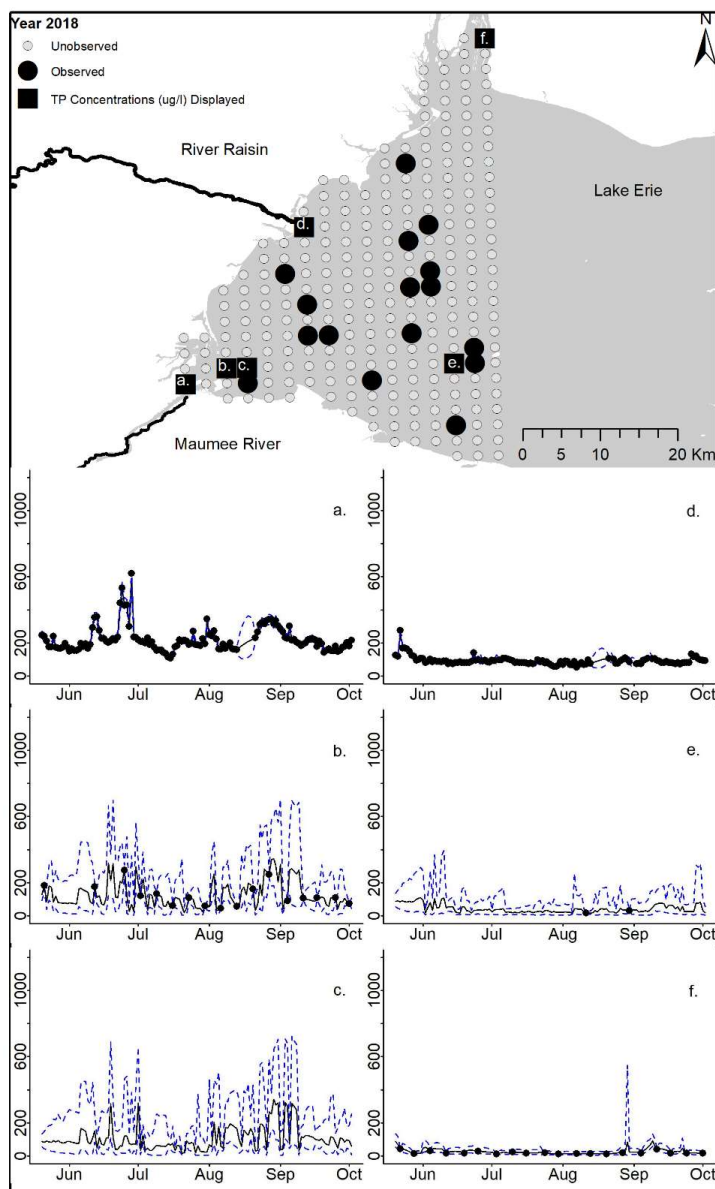 Year 2018
Unobserved
Observed
TP Concentrations (ug/l) Displayed
N
f.
River Raisin
Lake Erie
d.
b. c.
e.
a.
Maumee River
0 5 10 20 Km
a.
1000
600
200
0
Jun Jul Aug Sep Oct
d.
1000
600
200
0
Jun Jul Aug Sep Oct
b.
1000
600
200
0
Jun Jul Aug Sep Oct
e.
1000
600
200
0
Jun Jul Aug Sep Oct
c.
1000
600
200
0
Jun Jul Aug Sep Oct
f.
1000
600
200
0
Jun Jul Aug Sep Oct